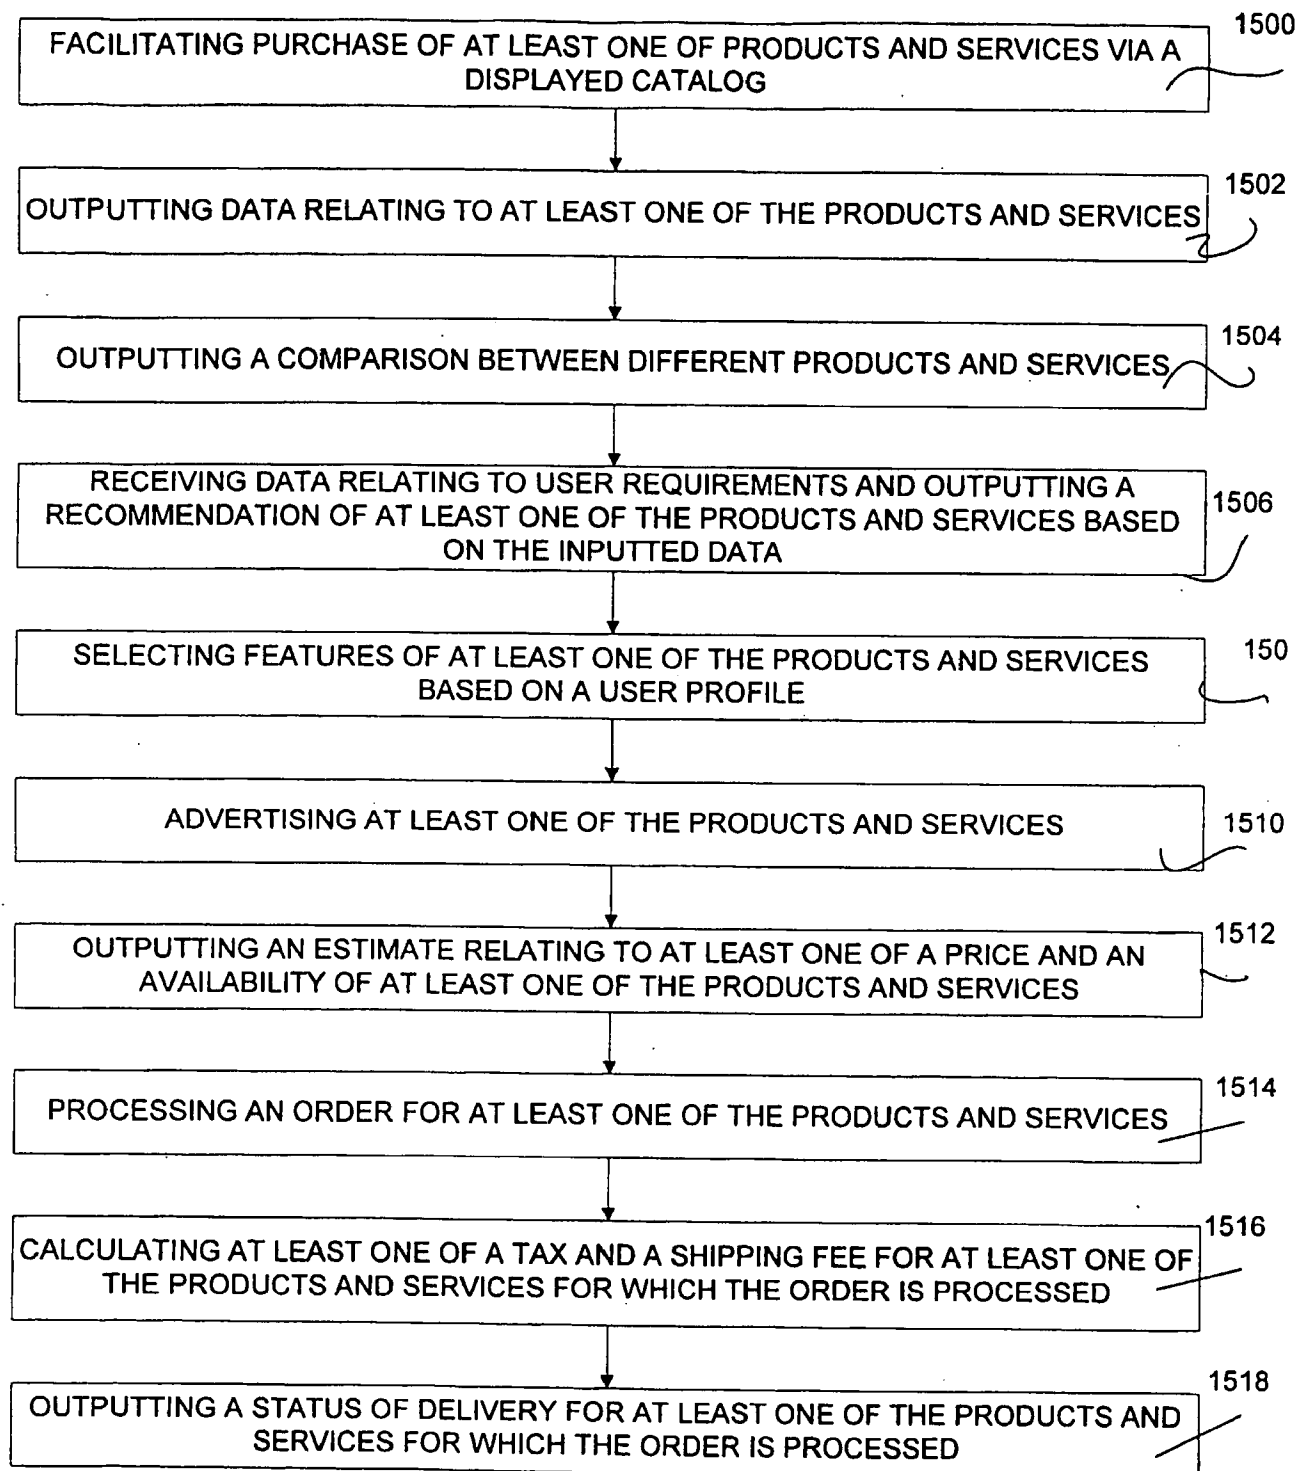 1500
FACILITATING PURCHASE OF AT LEAST ONE OF PRODUCTS AND SERVICES VIA A
DISPLAYED CATALOG
1502
OUTPUTTING DATA RELATING TO AT LEAST ONE OF THE PRODUCTS AND SERVICES
1504
OUTPUTTING A COMPARISON BETWEEN DIFFERENT PRODUCTS AND SERVICES
RECEIVING DATA RELATING TO USER REQUIREMENTS AND OUTPUTTING A
1506
RECOMMENDATION OF AT LEAST ONE OF THE PRODUCTS AND SERVICES BASED
ON THE INPUTTED DATA
150
SELECTING FEATURES OF AT LEAST ONE OF THE PRODUCTS AND SERVICES
BASED ON A USER PROFILE
ADVERTISING AT LEAST ONE OF THE PRODUCTS AND SERVICES
1510
1512
OUTPUTTING AN ESTIMATE RELATING TO AT LEAST ONE OF A PRICE AND AN
AVAILABILITY OF AT LEAST ONE OF THE PRODUCTS AND SERVICES
1514
PROCESSING AN ORDER FOR AT LEAST ONE OF THE PRODUCTS AND SERVICES
1516
CALCULATING AT LEAST ONE OF A TAX AND A SHIPPING FEE FOR AT LEAST ONE OF
THE PRODUCTS AND SERVICES FOR WHICH THE ORDER IS PROCESSED
1518
OUTPUTTING A STATUS OF DELIVERY FOR AT LEAST ONE OF THE PRODUCTS AND
SERVICES FOR WHICH THE ORDER IS PROCESSED